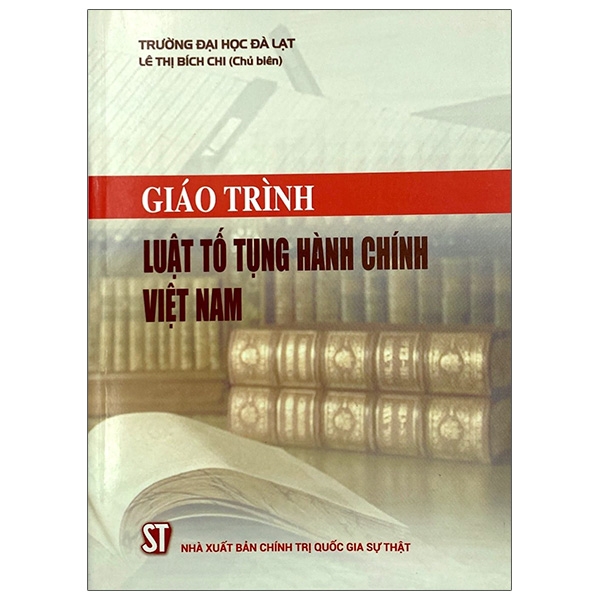 TRƯỜNG ĐẠI HỌC ĐÀ LẠT
LÊ THỊ BÍCH CHI (Chủ biên)
GIÁO TRÌNH
LUẬT TỐ TỤNG HÀNH CHÍNH
VIỆT NAM
ST
NHÀ XUẤT BẢN CHÍNH TRỊ QUỐC GIA SỰ THẬT